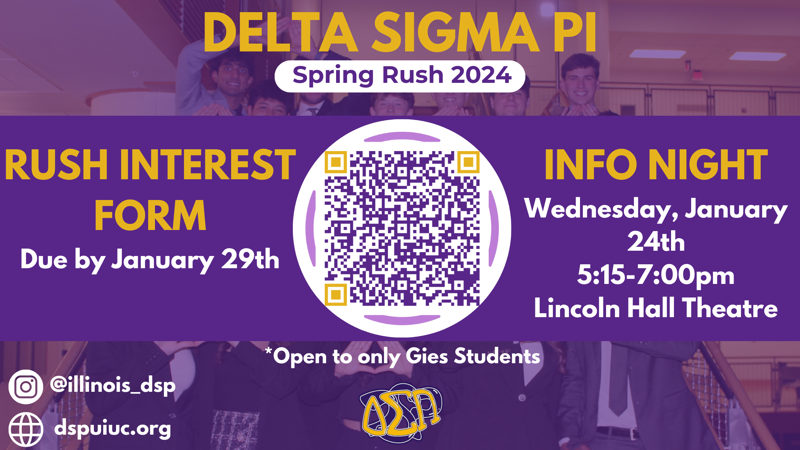 DELTA SIGMA PI
Spring Rush 2024
RUSH INTEREST
FORM
Due by January 29th
INFO NIGHT
Wednesday, January
24th
5:15-7:00pm
Lincoln Hall Theatre
*Open to only Gies Students
@illinois_dsp
dspuiuc.org
ΔΣΠ